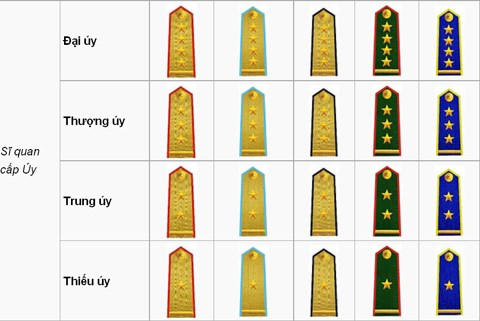 Đại úy
Thượng úy
Sĩ quan
cấp Úy
Trung úy
Thiếu úy